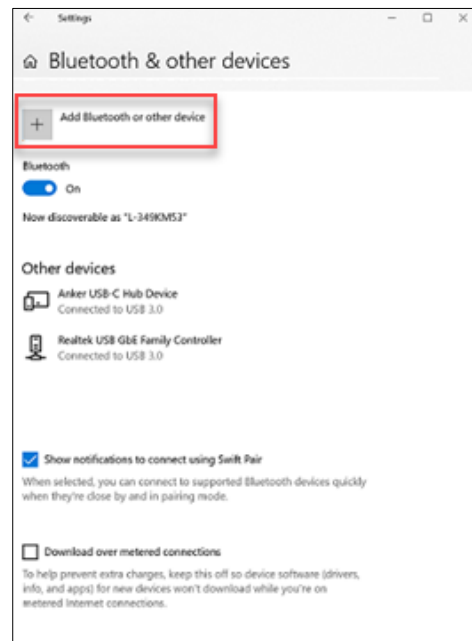 Settings
Bluetooth & other devices
Add Bluetooth or other device
Bluetooth
On
Now discoverable as "L-349KM53"
Other devices
Anker USB-C Hub Device
Connected to USB 3.0
Realtek USB GbE Family Controller
Connected to USB 3.0
Show notifications to connect using Swift Pair
When selected, you can connect to supported Bluetooth devices quickly
when they're close by and in pairing mode.
Download over metered connections
To help prevent extra charges, keep this off so device software (drivers,
info, and apps) for new devices won't download while you're on
metered Internet connections.